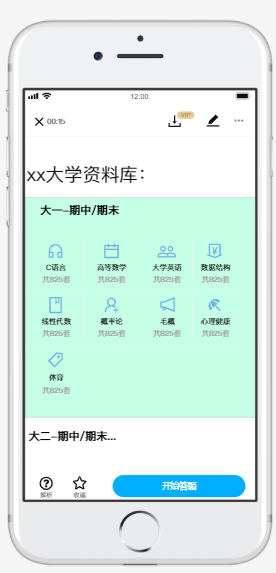 12:00
00:15
VIP
xx大学资料库：
大一--期中/期末
C语言 高等数学 大学英语 数据结构
共825套 共825套 共825套 共825套
线性代数 概率论 毛概 心理健康
共825套 共825套 共825套 共825套
体育
共825套
大二--期中/期末...
解析 收藏 开始答题